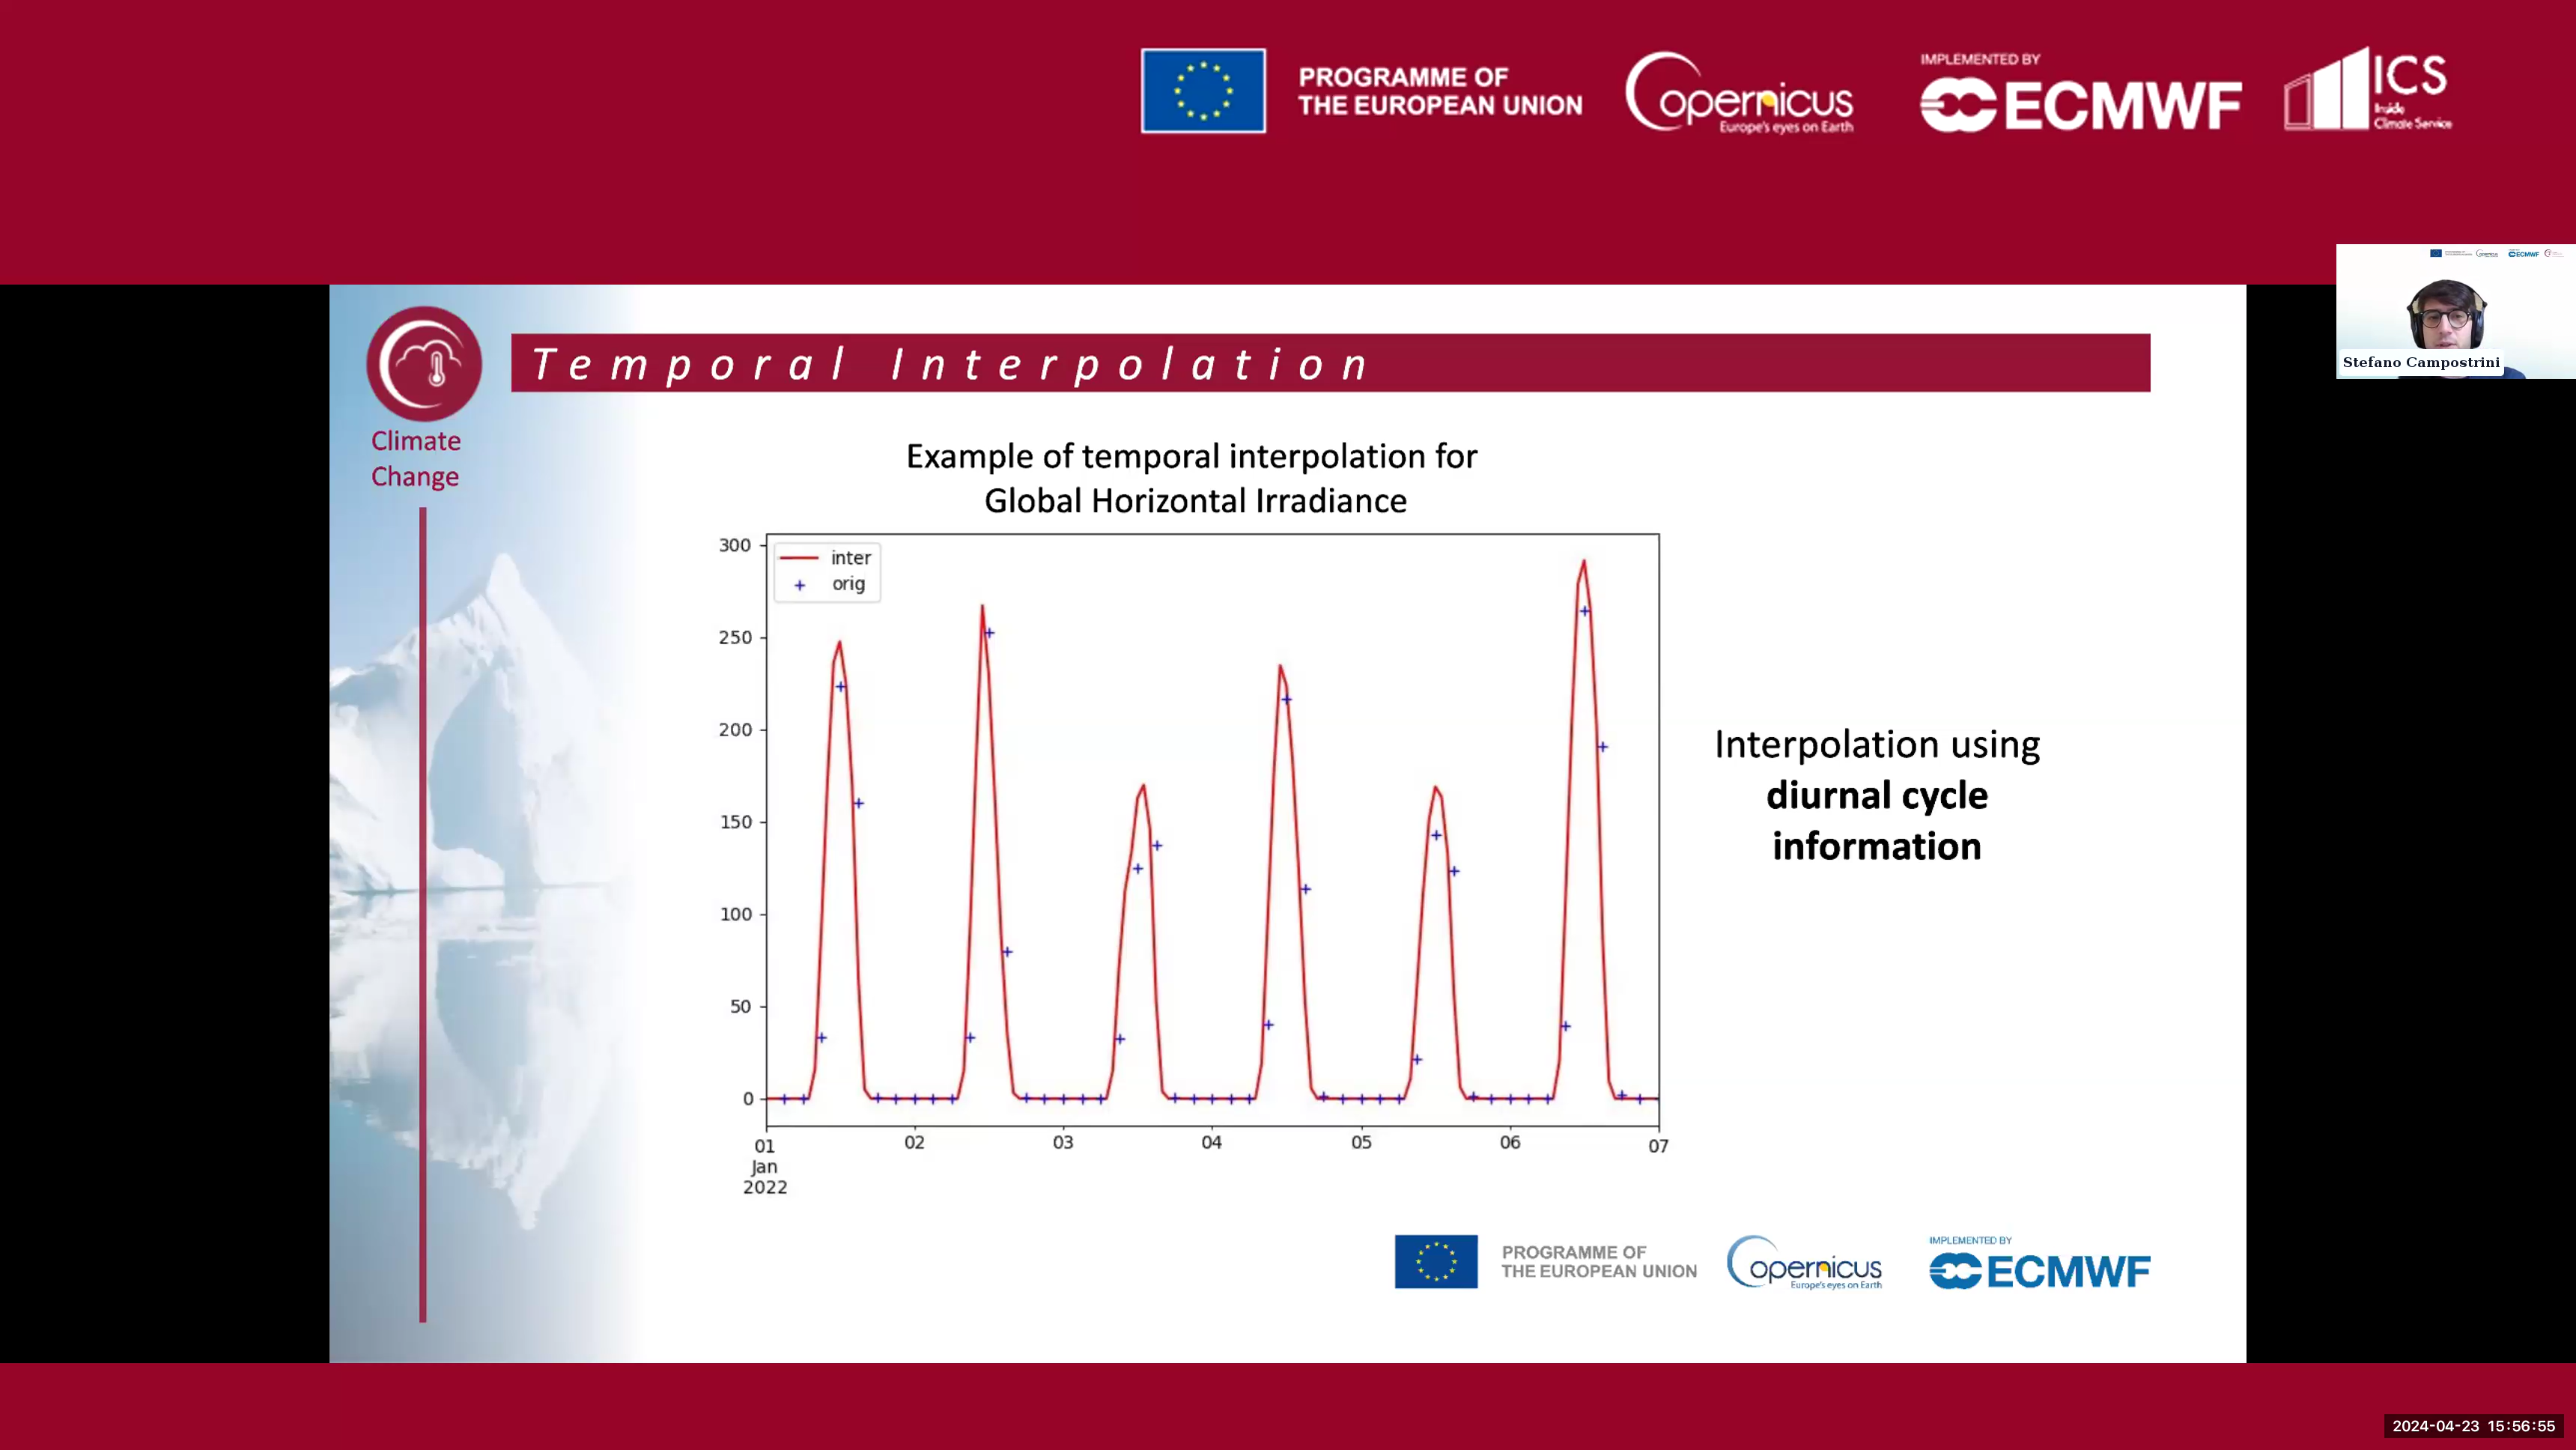 PROGRAMME OF
THE EUROPEAN UNION
opernicus
Europe's eyes on Earth
IMPLEMENTED BY
ECMWF
ICS
Inside
Climate Service
ECMWF
Stefano Campostrini
Temporal Interpolation
Climate
Change
Example of temporal interpolation for
Global Horizontal Irradiance
inter
orig
300
250
200
150
100
50
0
01
Jan
2022
02
03
04
05
06
07
Interpolation using
diurnal cycle
information
PROGRAMME OF
THE EUROPEAN UNION
opernicus
Europe's eyes on Earth
IMPLEMENTED BY
ECMWF
2024-04-23 15:56:55